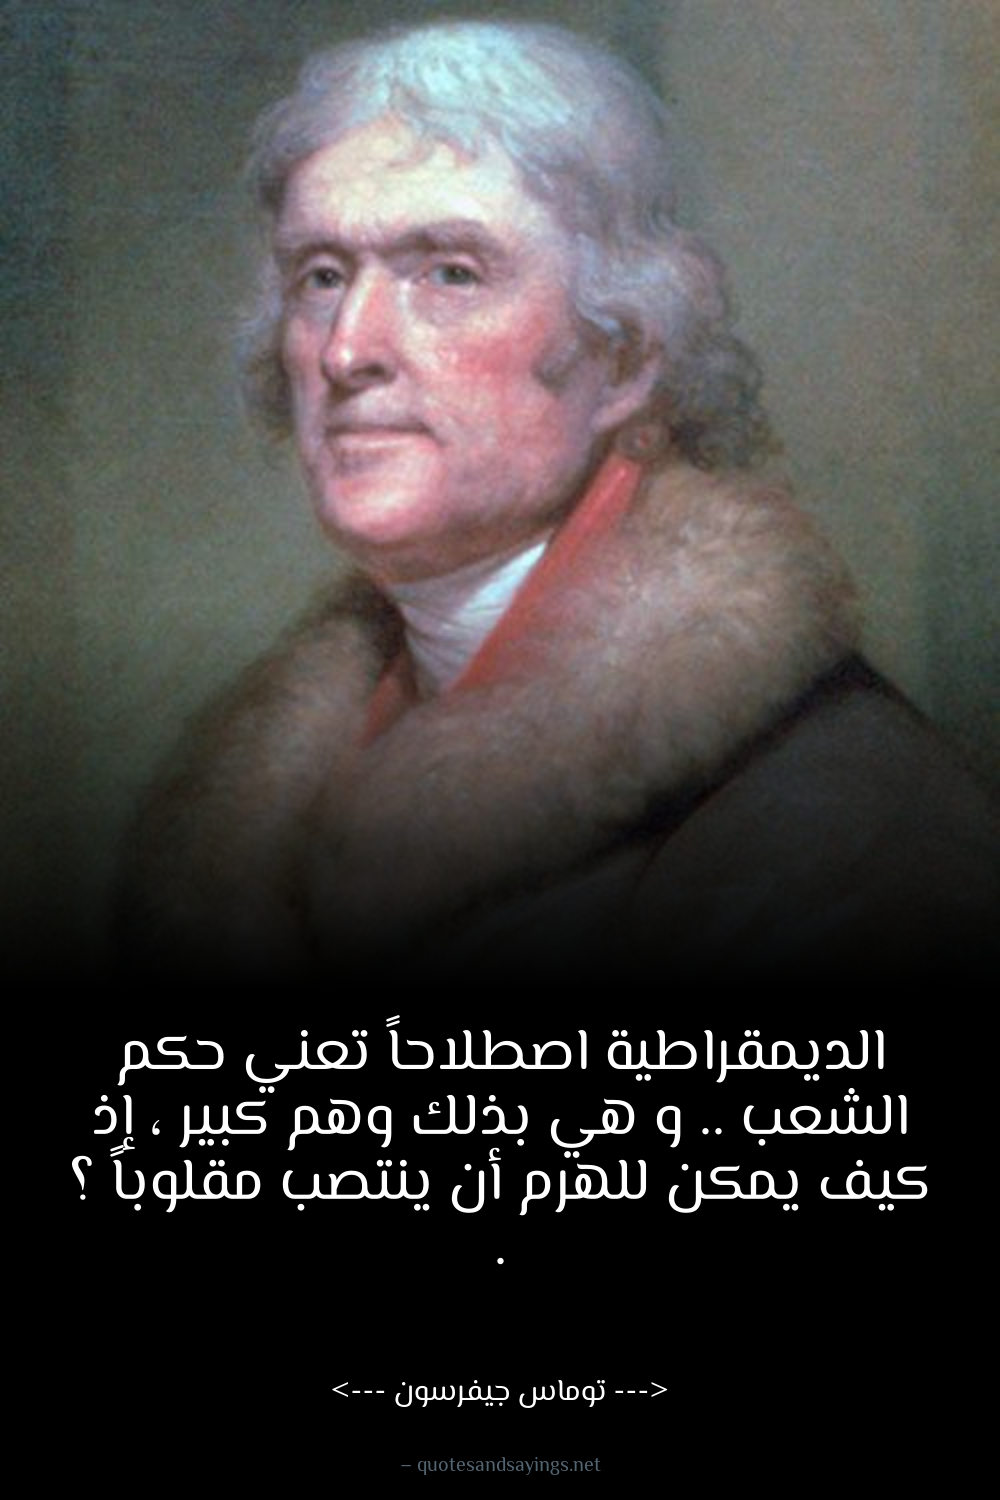 الديمقراطية اصطلاحاً تعني حكم
الشعب .. و هي بذلك وهم كبير ، إذ
كيف يمكن للهرم أن ينتصب مقلوباً ؟
.
<--- توماس جيفرسون --->
– quotesandsayings.net